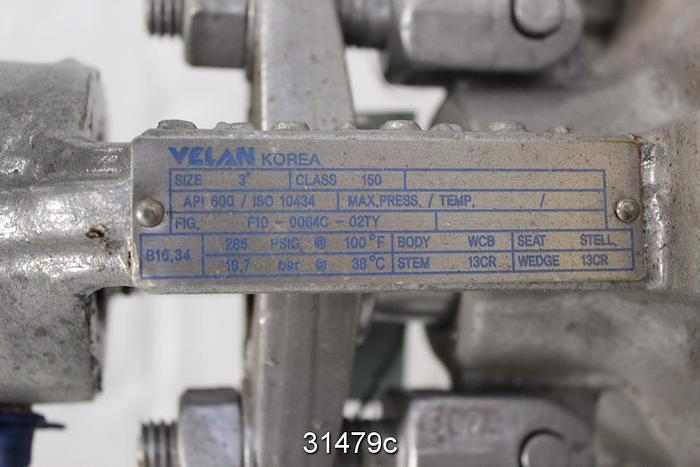 VELAN KOREA
SIZE 3" CLASS 150
API 600 / ISO 10434 MAX.PRESS. / TEMP. /
FIG. F10 - 0064C - 02TY
B16.34 285 PSIG @ 100°F BODY WCB SEAT STELL.
19,7 bar @ 38°C STEM 13CR WEDGE 13CR
31479c